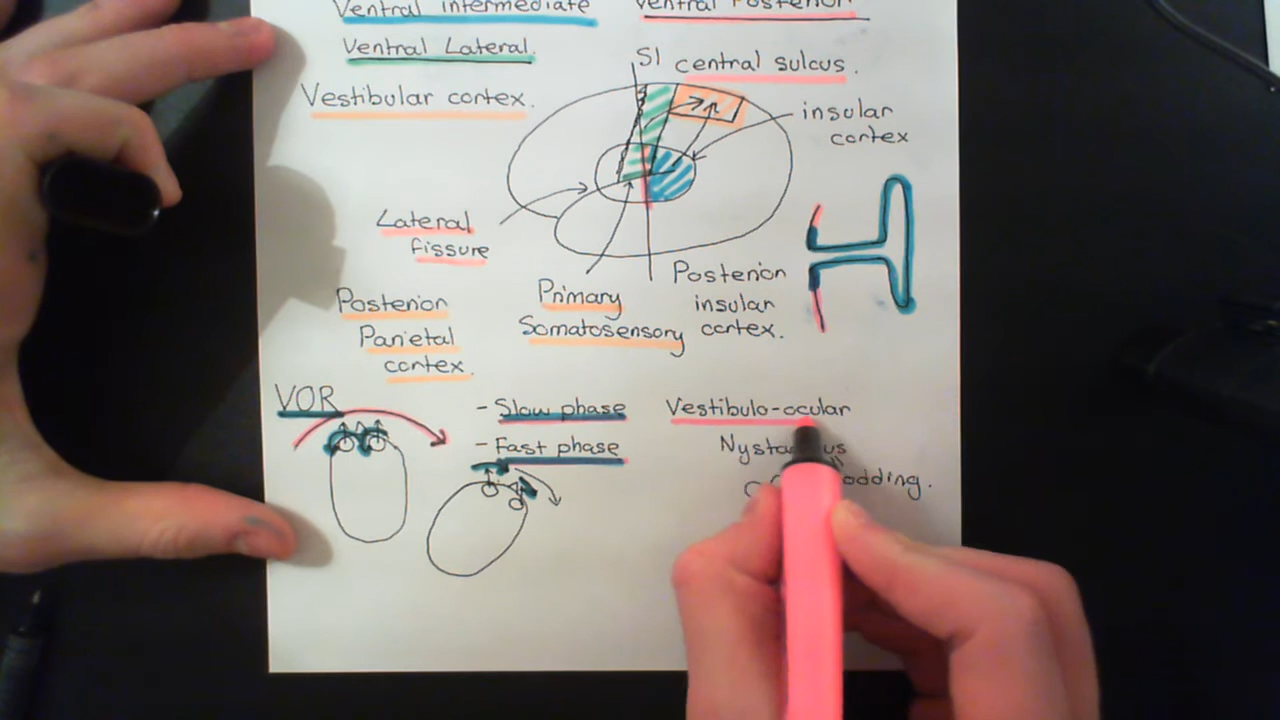 Ventral intermediate
Ventral Posterior
Ventral Lateral.
S1 central sulcus.
Vestibular cortex.
insular
cortex
Lateral
fissure
Posterior
Parietal
cortex.
Primary
Somatosensory
Posterior
insular
cortex.
VOR
- Slow phase
- Fast phase
Vestibulo-ocular